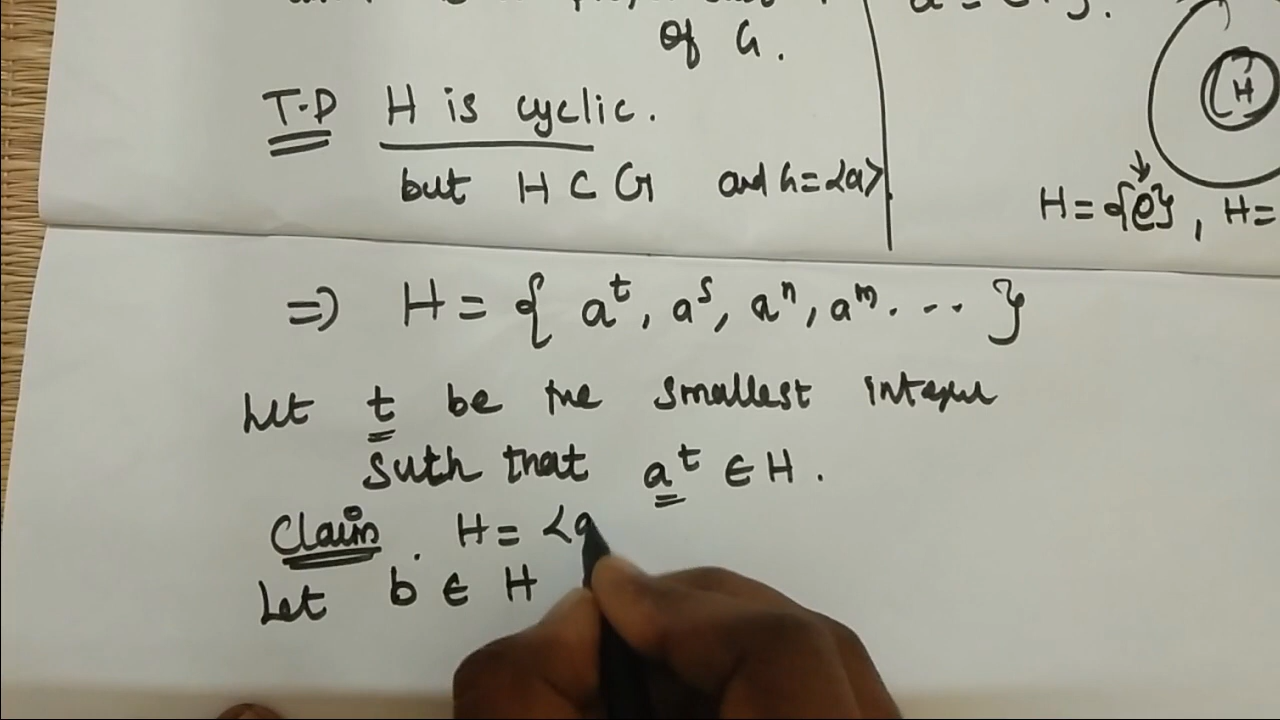 of G.
T.P H is cyclic.
but H ⊂ G and G = <a>
H = {e}, H =
H
=> H = { a^t, a^s, a^n, a^m. ... }
Let t be the smallest integer
Such that a^t ∈ H.
Claim. H = <a
Let b ∈ H